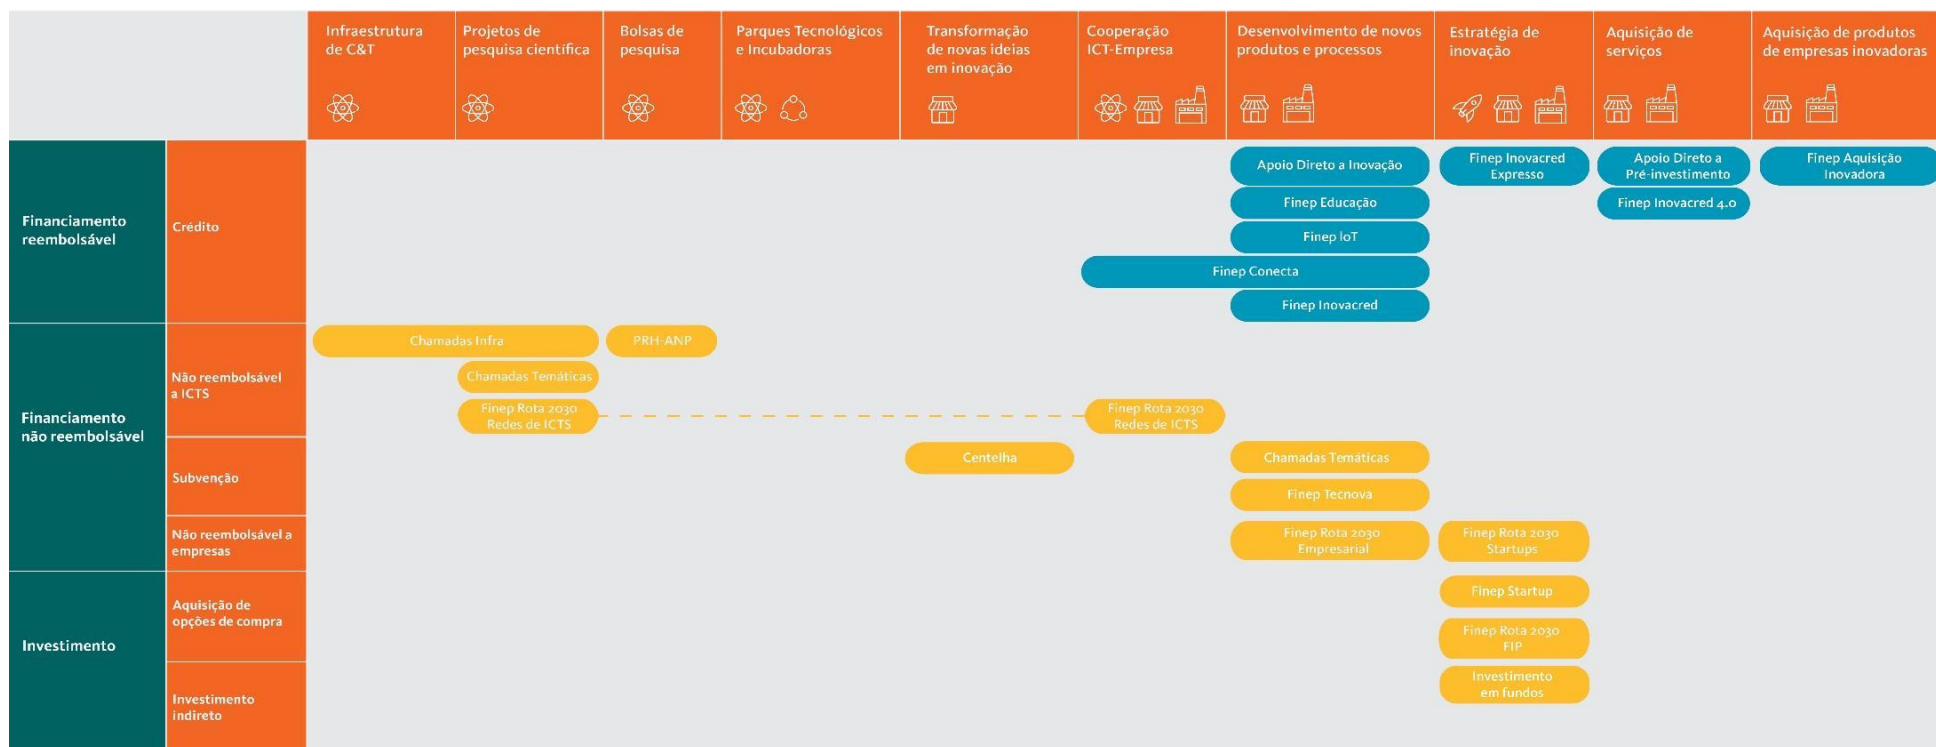 Infraestrutura
de C&T
Projetos de
pesquisa científica
Bolsas de
pesquisa
Parques Tecnológicos
e Incubadoras
Transformação
de novas ideias
em inovação
Cooperação
ICT-Empresa
Desenvolvimento de novos
produtos e processos
Estratégia de
inovação
Aquisição de
serviços
Aquisição de produtos
de empresas inovadoras
Financiamento
reembolsável
Crédito
Apoio Direto a Inovação
Finep Inovacred
Expresso
Apoio Direto a
Pré-investimento
Finep Aquisição
Inovadora
Finep Educação
Finep Inovacred 4.0
Finep IoT
Finep Conecta
Finep Inovacred
Financiamento
não reembolsável
Não reembolsável
a ICTS
Chamadas Infra
PRH-ANP
Chamadas Temáticas
Finep Rota 2030
Redes de ICTS
Finep Rota 2030
Redes de ICTS
Subvenção
Centelha
Chamadas Temáticas
Finep Tecnova
Não reembolsável a
empresas
Finep Rota 2030
Empresarial
Finep Rota 2030
Startups
Investimento
Aquisição de
opções de compra
Finep Startup
Finep Rota 2030
FIP
Investimento
indireto
Investimento
em fundos